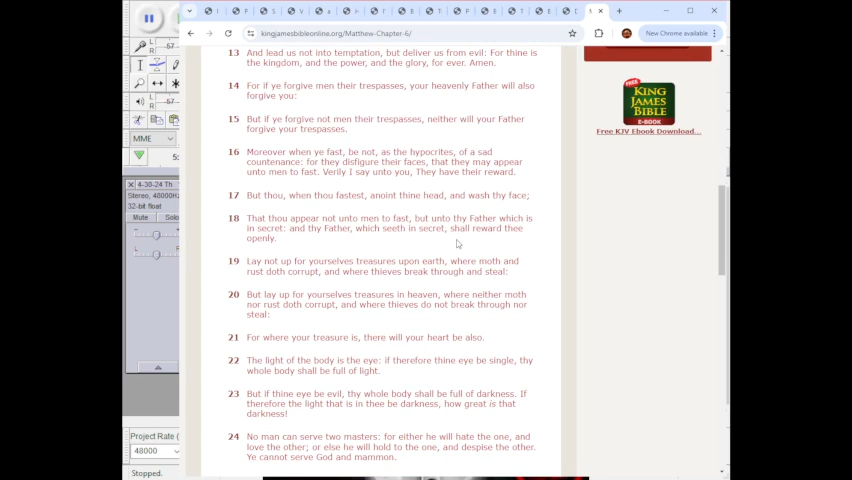 kingjamesbibleonline.org/Matthew-Chapter-6/
New Chrome available
13 And lead us not into temptation, but deliver us from evil: For thine is
the kingdom, and the power, and the glory, for ever. Amen.
14 For if ye forgive men their trespasses, your heavenly Father will also
forgive you:
15 But if ye forgive not men their trespasses, neither will your Father
forgive your trespasses.
16 Moreover when ye fast, be not, as the hypocrites, of a sad
countenance: for they disfigure their faces, that they may appear
unto men to fast. Verily I say unto you, They have their reward.
17 But thou, when thou fastest, anoint thine head, and wash thy face;
18 That thou appear not unto men to fast, but unto thy Father which is
in secret: and thy Father, which seeth in secret, shall reward thee
openly.
19 Lay not up for yourselves treasures upon earth, where moth and
rust doth corrupt, and where thieves break through and steal:
20 But lay up for yourselves treasures in heaven, where neither moth
nor rust doth corrupt, and where thieves do not break through nor
steal:
21 For where your treasure is, there will your heart be also.
22 The light of the body is the eye: if therefore thine eye be single, thy
whole body shall be full of light.
23 But if thine eye be evil, thy whole body shall be full of darkness. If
therefore the light that is in thee be darkness, how great is that
darkness!
24 No man can serve two masters: for either he will hate the one, and
love the other; or else he will hold to the one, and despise the other.
Ye cannot serve God and mammon.
FREE
KING
JAMES
BIBLE
E-BOOK
Free KJV Ebook Download...
L
R
-57
L
R
-57
MME
5:
4-30-24 Th
Stereo, 48000Hz
32-bit float
Mute Solo
- +
L R
Project Rate (
48000
Stopped.